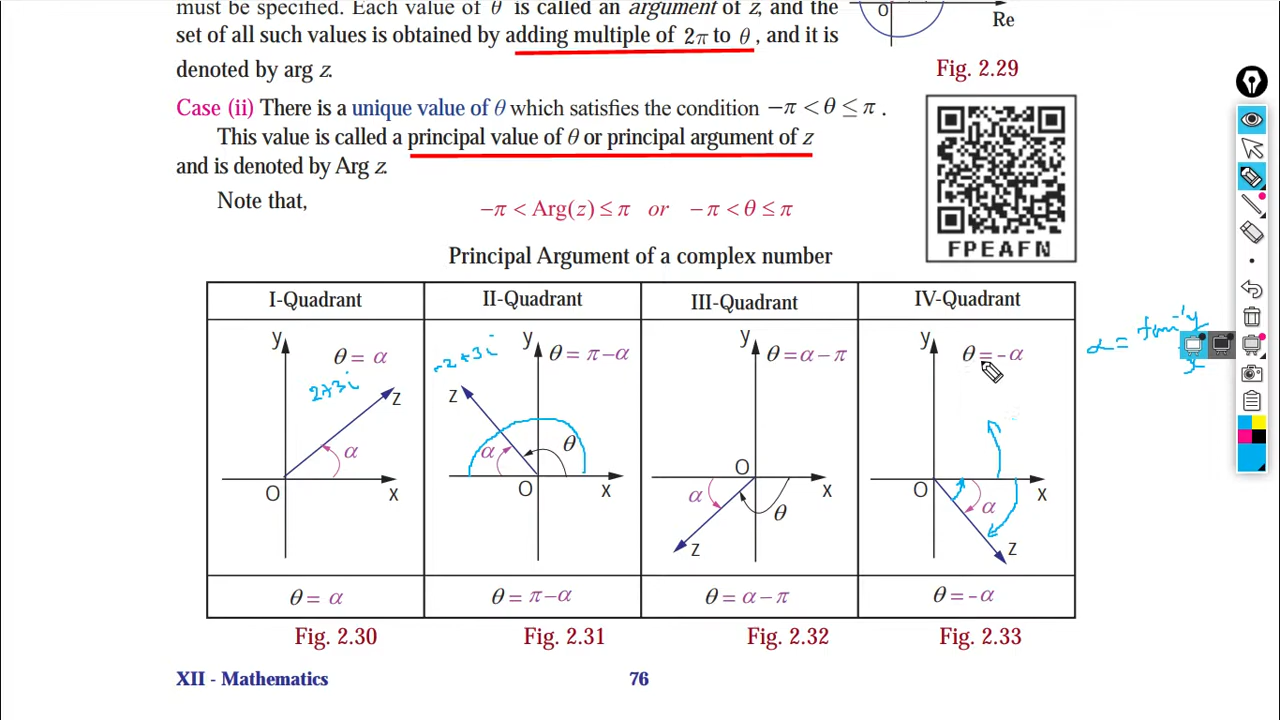 must be specified. Each value of θ is called an argument of z, and the
set of all such values is obtained by adding multiple of 2π to θ, and it is
denoted by arg z.
O
Re
Fig. 2.29
Case (ii) There is a unique value of θ which satisfies the condition −π < θ ≤ π.
This value is called a principal value of θ or principal argument of z
and is denoted by Arg z.
Note that,
−π < Arg(z) ≤ π or −π < θ ≤ π
FPEAFN
Principal Argument of a complex number
I-Quadrant II-Quadrant III-Quadrant IV-Quadrant
y θ = α 2+3i z α O x
y θ = π−α -2+3i z α θ O x
y θ = α−π O x α θ z
y θ = -α O x α z
α = tan⁻¹ y
x
θ = α θ = π−α θ = α−π θ = -α
Fig. 2.30 Fig. 2.31 Fig. 2.32 Fig. 2.33
XII - Mathematics 76